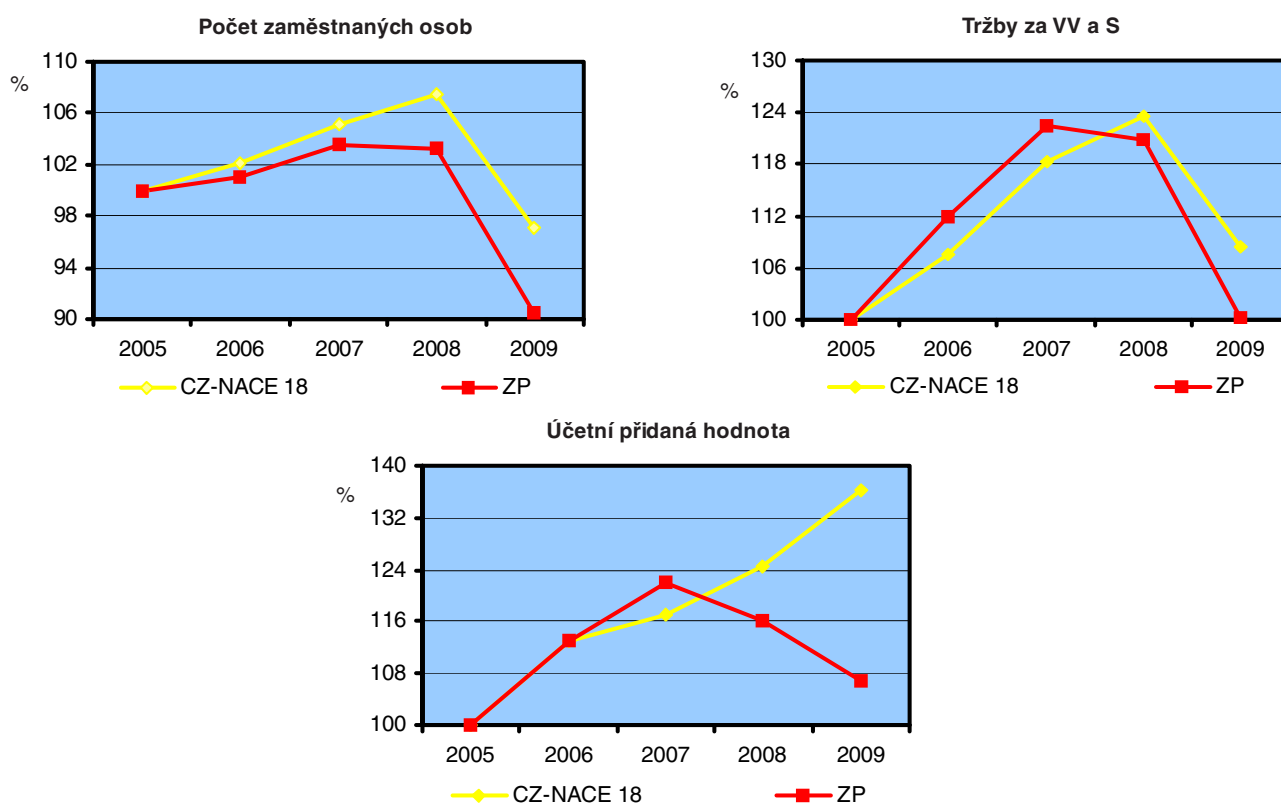 Počet zaměstnaných osob
%
110
106
102
98
94
90
2005 2006 2007 2008 2009
CZ-NACE 18 ZP
Tržby za VV a S
%
130
124
118
112
106
100
2005 2006 2007 2008 2009
CZ-NACE 18 ZP
Účetní přidaná hodnota
%
140
132
124
116
108
100
2005 2006 2007 2008 2009
CZ-NACE 18 ZP